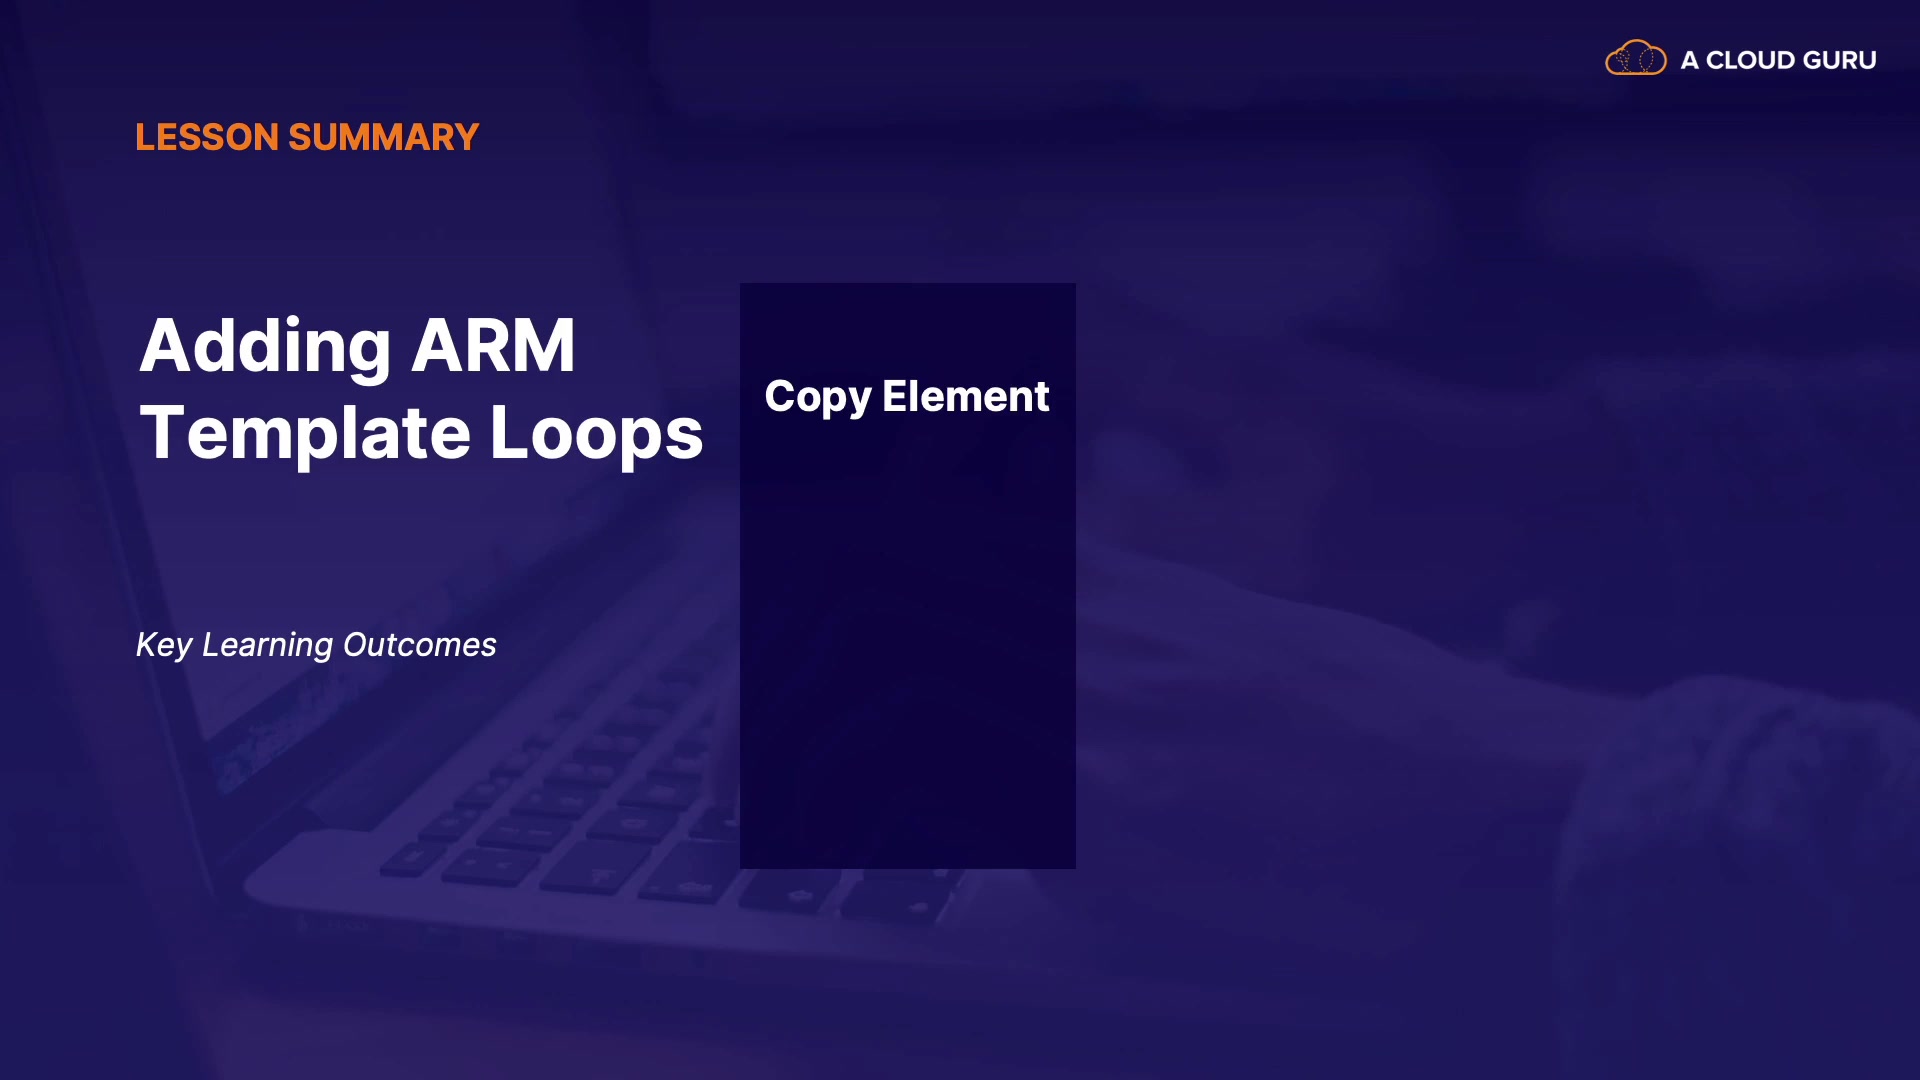 A CLOUD GURU
LESSON SUMMARY
Adding ARM
Template Loops
Copy Element
Key Learning Outcomes